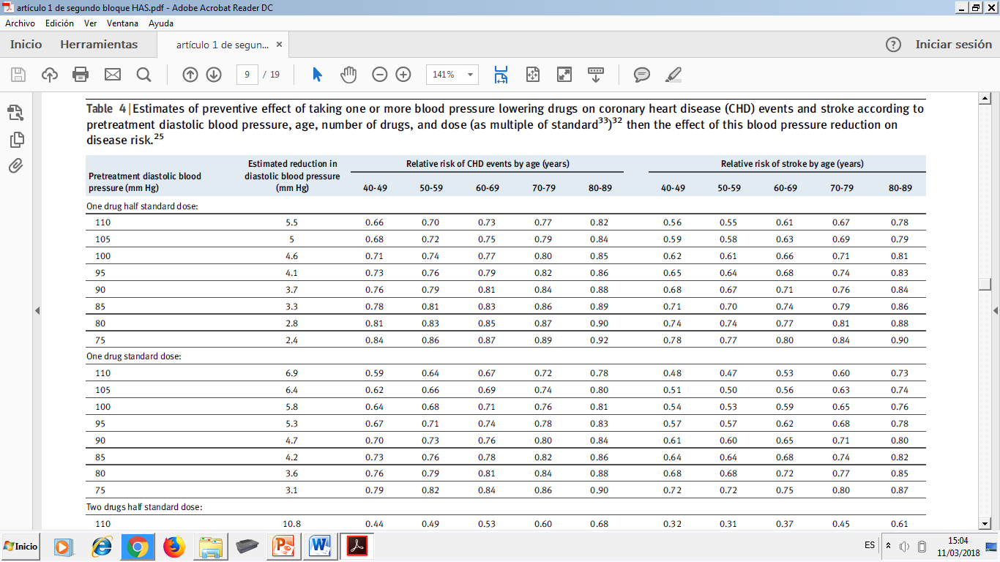 artículo 1 de segundo bloque HAS.pdf - Adobe Acrobat Reader DC
Archivo Edición Ver Ventana Ayuda
Inicio Herramientas artículo 1 de segun... × ? Iniciar sesión
9 / 19 141%
Table 4|Estimates of preventive effect of taking one or more blood pressure lowering drugs on coronary heart disease (CHD) events and stroke according to
pretreatment diastolic blood pressure, age, number of drugs, and dose (as multiple of standard33)32 then the effect of this blood pressure reduction on
disease risk.25
Pretreatment diastolic blood pressure (mm Hg) Estimated reduction in diastolic blood pressure (mm Hg) Relative risk of CHD events by age (years) Relative risk of stroke by age (years)
40-49 50-59 60-69 70-79 80-89 40-49 50-59 60-69 70-79 80-89
One drug half standard dose:
110 5.5 0.66 0.70 0.73 0.77 0.82 0.56 0.55 0.61 0.67 0.78
105 5 0.68 0.72 0.75 0.79 0.84 0.59 0.58 0.63 0.69 0.79
100 4.6 0.71 0.74 0.77 0.80 0.85 0.62 0.61 0.66 0.71 0.81
95 4.1 0.73 0.76 0.79 0.82 0.86 0.65 0.64 0.68 0.74 0.83
90 3.7 0.76 0.79 0.81 0.84 0.88 0.68 0.67 0.71 0.76 0.84
85 3.3 0.78 0.81 0.83 0.86 0.89 0.71 0.70 0.74 0.79 0.86
80 2.8 0.81 0.83 0.85 0.87 0.90 0.74 0.74 0.77 0.81 0.88
75 2.4 0.84 0.86 0.87 0.89 0.92 0.78 0.77 0.80 0.84 0.90
One drug standard dose:
110 6.9 0.59 0.64 0.67 0.72 0.78 0.48 0.47 0.53 0.60 0.73
105 6.4 0.62 0.66 0.69 0.74 0.80 0.51 0.50 0.56 0.63 0.74
100 5.8 0.64 0.68 0.71 0.76 0.81 0.54 0.53 0.59 0.65 0.76
95 5.3 0.67 0.71 0.74 0.78 0.83 0.57 0.57 0.62 0.68 0.78
90 4.7 0.70 0.73 0.76 0.80 0.84 0.61 0.60 0.65 0.71 0.80
85 4.2 0.73 0.76 0.78 0.82 0.86 0.64 0.64 0.68 0.74 0.82
80 3.6 0.76 0.79 0.81 0.84 0.88 0.68 0.68 0.72 0.77 0.85
75 3.1 0.79 0.82 0.84 0.86 0.90 0.72 0.72 0.75 0.80 0.87
Two drugs half standard dose:
110 10.8 0.44 0.49 0.53 0.60 0.68 0.32 0.31 0.37 0.45 0.61
Inicio ES 15:04
11/03/2018